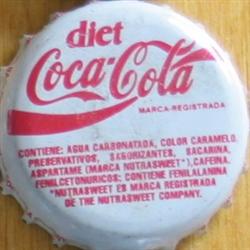 diet
Coca-Cola
MARCA-REGISTRADA
CONTIENE: AGUA CARBONATADA, COLOR CARAMELO,
PRESERVATIVOS, SABORIZANTES, SACARINA,
ASPARTAME (MARCA NUTRASWEET*),CAFEINA.
FENILCETONURICOS: CONTIENE FENILALANINA
*NUTRASWEET ES MARCA REGISTRADA
DE THE NUTRASWEET COMPANY.